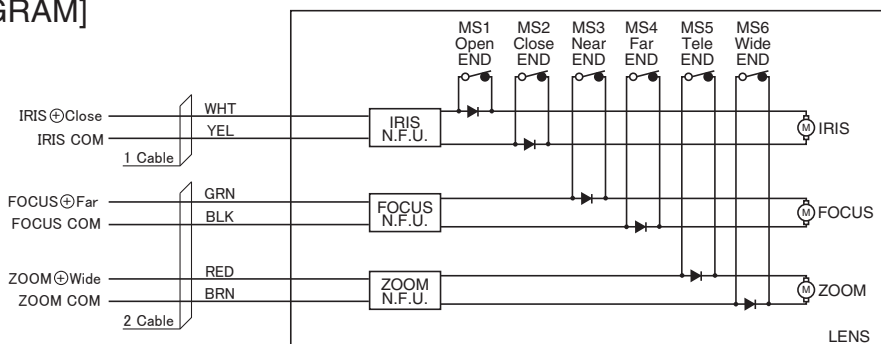 GRAM]
MS1 MS2 MS3 MS4 MS5 MS6
Open Close Near Far Tele Wide
END END END END END END
IRIS⊕Close WHT
IRIS COM YEL
1 Cable
IRIS
N.F.U.
M IRIS
FOCUS⊕Far GRN
FOCUS COM BLK
FOCUS
N.F.U.
M FOCUS
ZOOM⊕Wide RED
ZOOM COM BRN
2 Cable
ZOOM
N.F.U.
M ZOOM
LENS